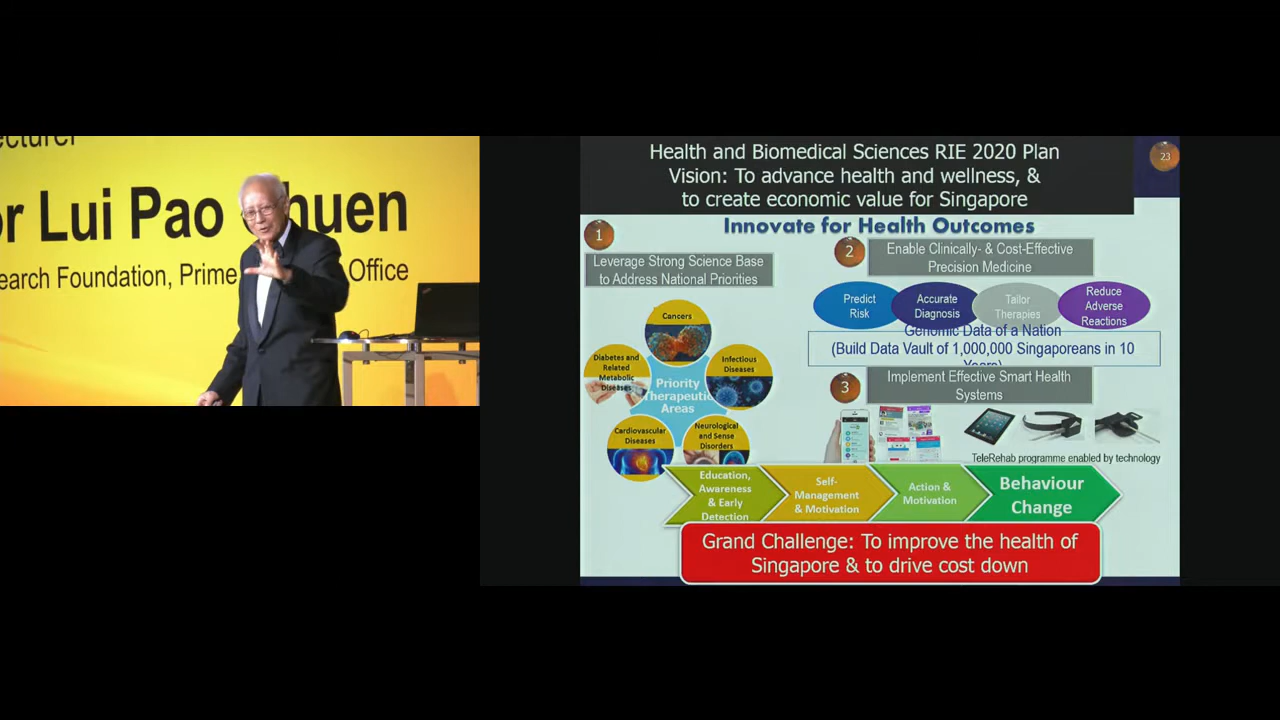 ecturer
or Lui Pao huen
earch Foundation, Prime Office
Health and Biomedical Sciences RIE 2020 Plan
Vision: To advance health and wellness, &
to create economic value for Singapore
23
Innovate for Health Outcomes
1
Leverage Strong Science Base
to Address National Priorities
Cancers
Diabetes and
Related
Metabolic
Diseases
Infectious
Diseases
Priority
Therapeutic
Areas
Cardiovascular
Diseases
Neurological
and Sense
Disorders
2
Enable Clinically- & Cost-Effective
Precision Medicine
Predict
Risk
Accurate
Diagnosis
Tailor
Therapies
Reduce
Adverse
Reactions
Genomic Data of a Nation
(Build Data Vault of 1,000,000 Singaporeans in 10
Years)
3
Implement Effective Smart Health
Systems
TeleRehab programme enabled by technology
Education,
Awareness
& Early
Detection
Self-
Management
& Motivation
Action &
Motivation
Behaviour
Change
Grand Challenge: To improve the health of
Singapore & to drive cost down